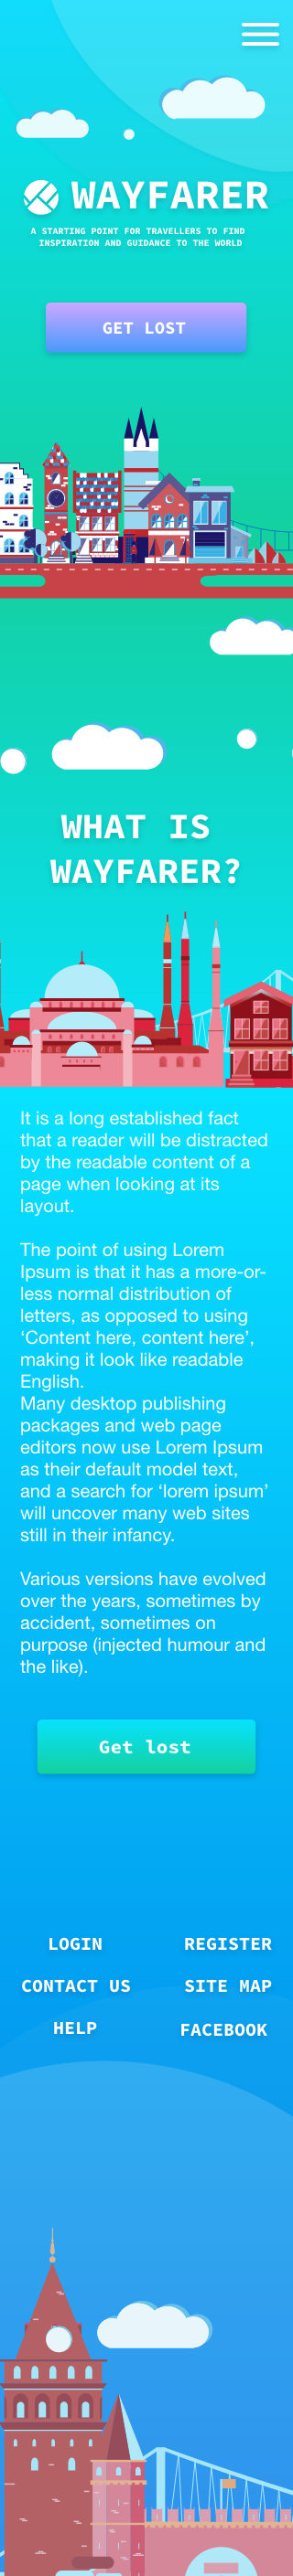 WAYFARER
A STARTING POINT FOR TRAVELLERS TO FIND
INSPIRATION AND GUIDANCE TO THE WORLD
GET LOST
WHAT IS
WAYFARER?
It is a long established fact
that a reader will be distracted
by the readable content of a
page when looking at its
layout.
The point of using Lorem
Ipsum is that it has a more-or-
less normal distribution of
letters, as opposed to using
‘Content here, content here’,
making it look like readable
English.
Many desktop publishing
packages and web page
editors now use Lorem Ipsum
as their default model text,
and a search for ‘lorem ipsum’
will uncover many web sites
still in their infancy.
Various versions have evolved
over the years, sometimes by
accident, sometimes on
purpose (injected humour and
the like).
Get lost
LOGIN REGISTER
CONTACT US SITE MAP
HELP FACEBOOK